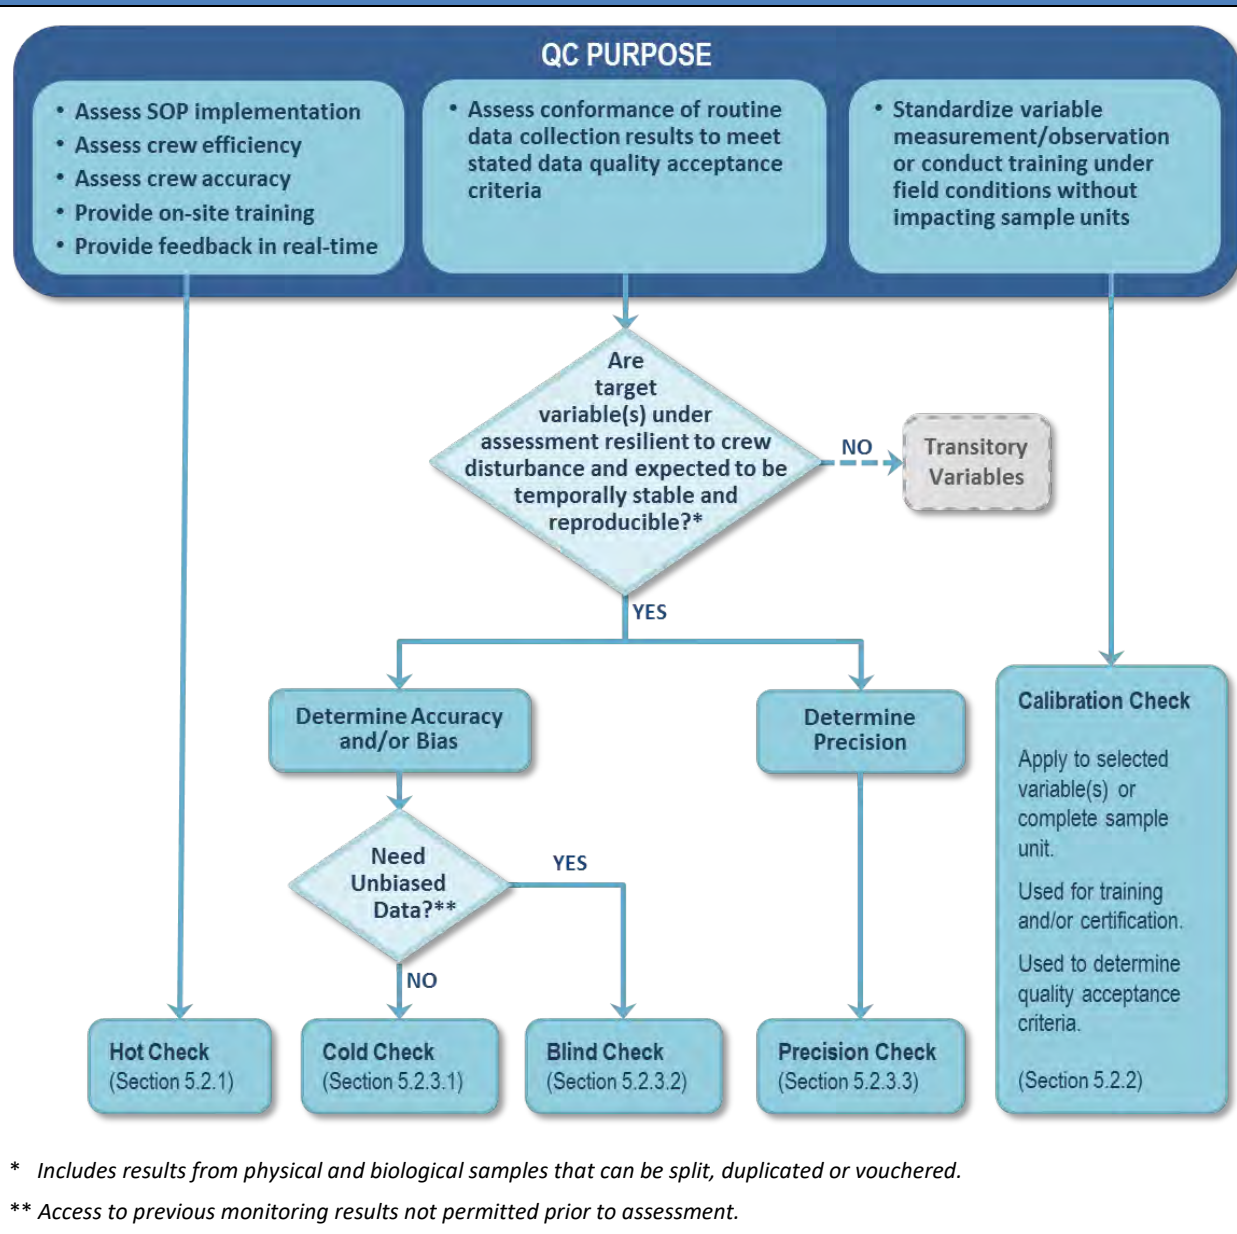 QC PURPOSE
• Assess SOP implementation
• Assess crew efficiency
• Assess crew accuracy
• Provide on-site training
• Provide feedback in real-time
• Assess conformance of routine
data collection results to meet
stated data quality acceptance
criteria
• Standardize variable
measurement/observation
or conduct training under
field conditions without
impacting sample units
Are
target
variable(s) under
assessment resilient to crew
disturbance and expected to be
temporally stable and
reproducible?*
NO
Transitory
Variables
YES
Determine Accuracy
and/or Bias
Determine
Precision
Need
Unbiased
Data?**
YES
NO
Hot Check
(Section 5.2.1)
Cold Check
(Section 5.2.3.1)
Blind Check
(Section 5.2.3.2)
Precision Check
(Section 5.2.3.3)
Calibration Check
Apply to selected
variable(s) or
complete sample
unit.
Used for training
and/or certification.
Used to determine
quality acceptance
criteria.
(Section 5.2.2)
* Includes results from physical and biological samples that can be split, duplicated or vouchered.
** Access to previous monitoring results not permitted prior to assessment.